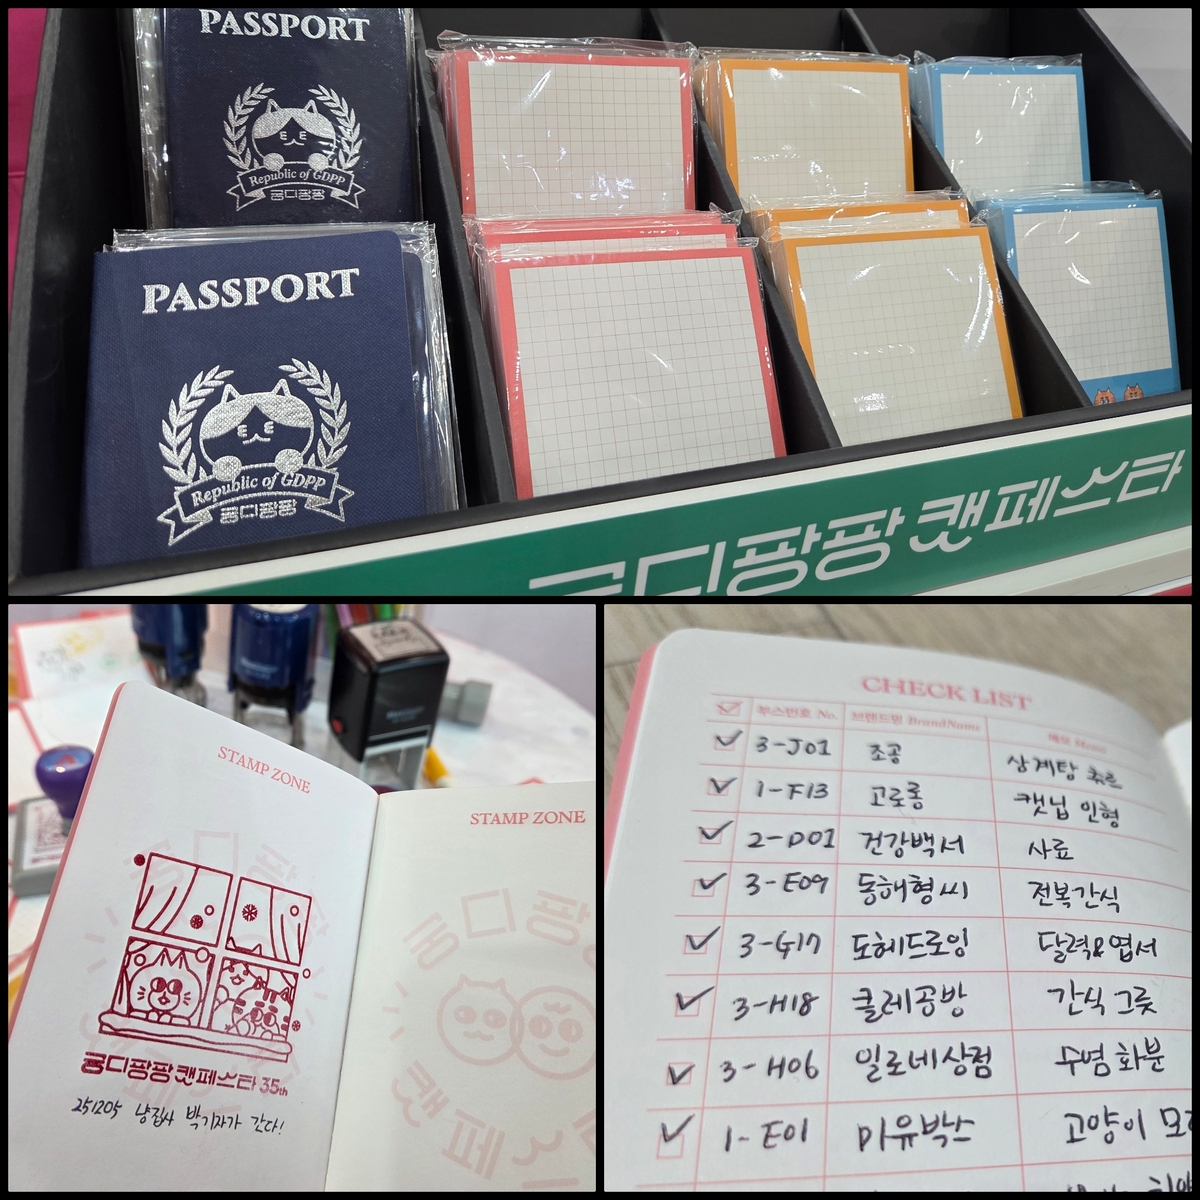 PASSPORT
Republic of GDPP
궁디팡팡
PASSPORT
Republic of GDPP
궁디팡팡
궁디팡팡 캣페스타
STAMP ZONE
궁디팡팡 캣페스타 35th
251205 냥집사 박기자가 간다!
STAMP ZONE
궁디팡
캣페
CHECK LIST
부스번호 No. 브랜드명 BrandName 메모 Memo
3-J01 조공 삼계탕 츄르
1-F13 고로롱 캣닢 인형
2-D01 건강백서 사료
3-E09 동해형씨 전복간식
3-G17 도헤드로잉 달력&엽서
3-H18 쿨레공방 간식 그릇
3-H06 일로네상점 수염 화분
1-E01 마유박스 고양이